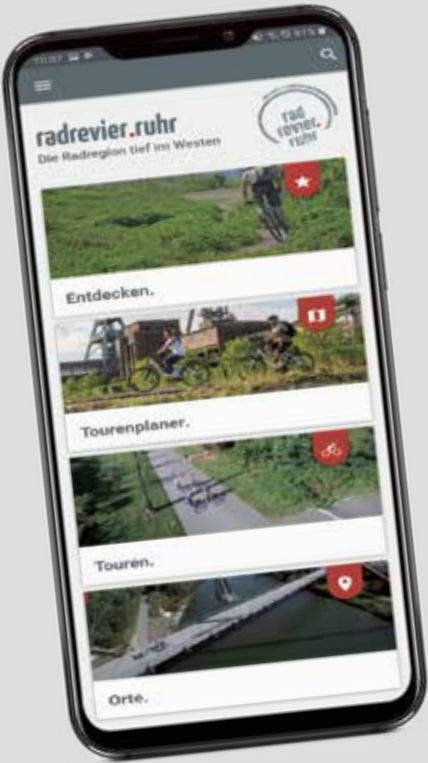 radrevier.ruhr
Die Radregion tief im Westen
rad
revier.
ruhr
Entdecken.
Tourenplaner.
Touren.
Orte.